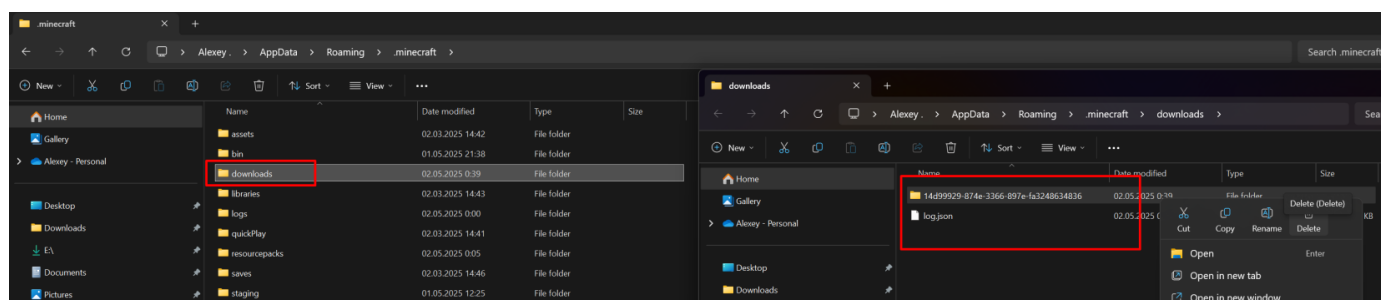 .minecraft
Alexey . > AppData > Roaming > .minecraft >
Search .minecraft
New
Sort
View
Name
Date modified
Type
Size
Home
Gallery
Alexey - Personal
Desktop
Downloads
E:\
Documents
Pictures
assets 02.03.2025 14:42 File folder
bin 01.05.2025 21:38 File folder
downloads 02.05.2025 0:39 File folder
libraries 02.03.2025 14:43 File folder
logs 02.05.2025 0:00 File folder
quickPlay 02.03.2025 14:41 File folder
resourcepacks 02.05.2025 0:05 File folder
saves 02.03.2025 14:46 File folder
staging 01.05.2025 12:25 File folder
downloads
Alexey . > AppData > Roaming > .minecraft > downloads >
Sea
New
Sort
View
Name
Date modified
Type
Size
Home
Gallery
Alexey - Personal
Desktop
Downloads
14d99929-874e-3366-897e-fa3248634836 02.05.2025 0:39 File folder
log.json 02.05.2025 KB
Delete (Delete)
Cut
Copy
Rename
Delete
Open Enter
Open in new tab
Open in new window